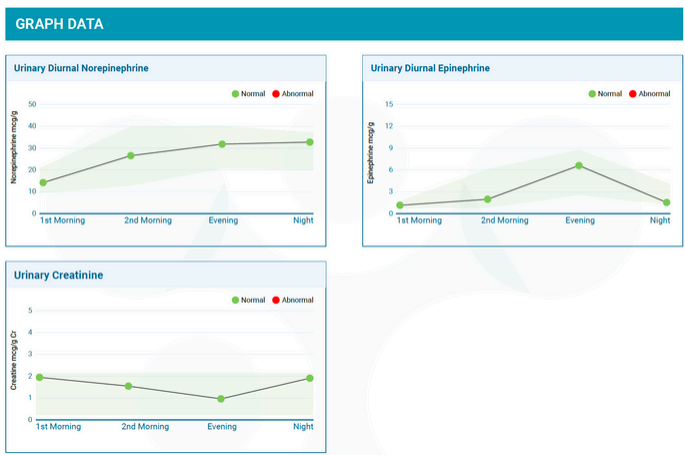 GRAPH DATA
Urinary Diurnal Norepinephrine
Normal Abnormal
Norepinephrine mcg/g
50
40
30
20
10
0
1st Morning 2nd Morning Evening Night
Urinary Diurnal Epinephrine
Normal Abnormal
Epinephrine mcg/g
15
12
9
6
3
0
1st Morning 2nd Morning Evening Night
Urinary Creatinine
Normal Abnormal
Creatine mcg/g Cr
5
4
3
2
1
0
1st Morning 2nd Morning Evening Night